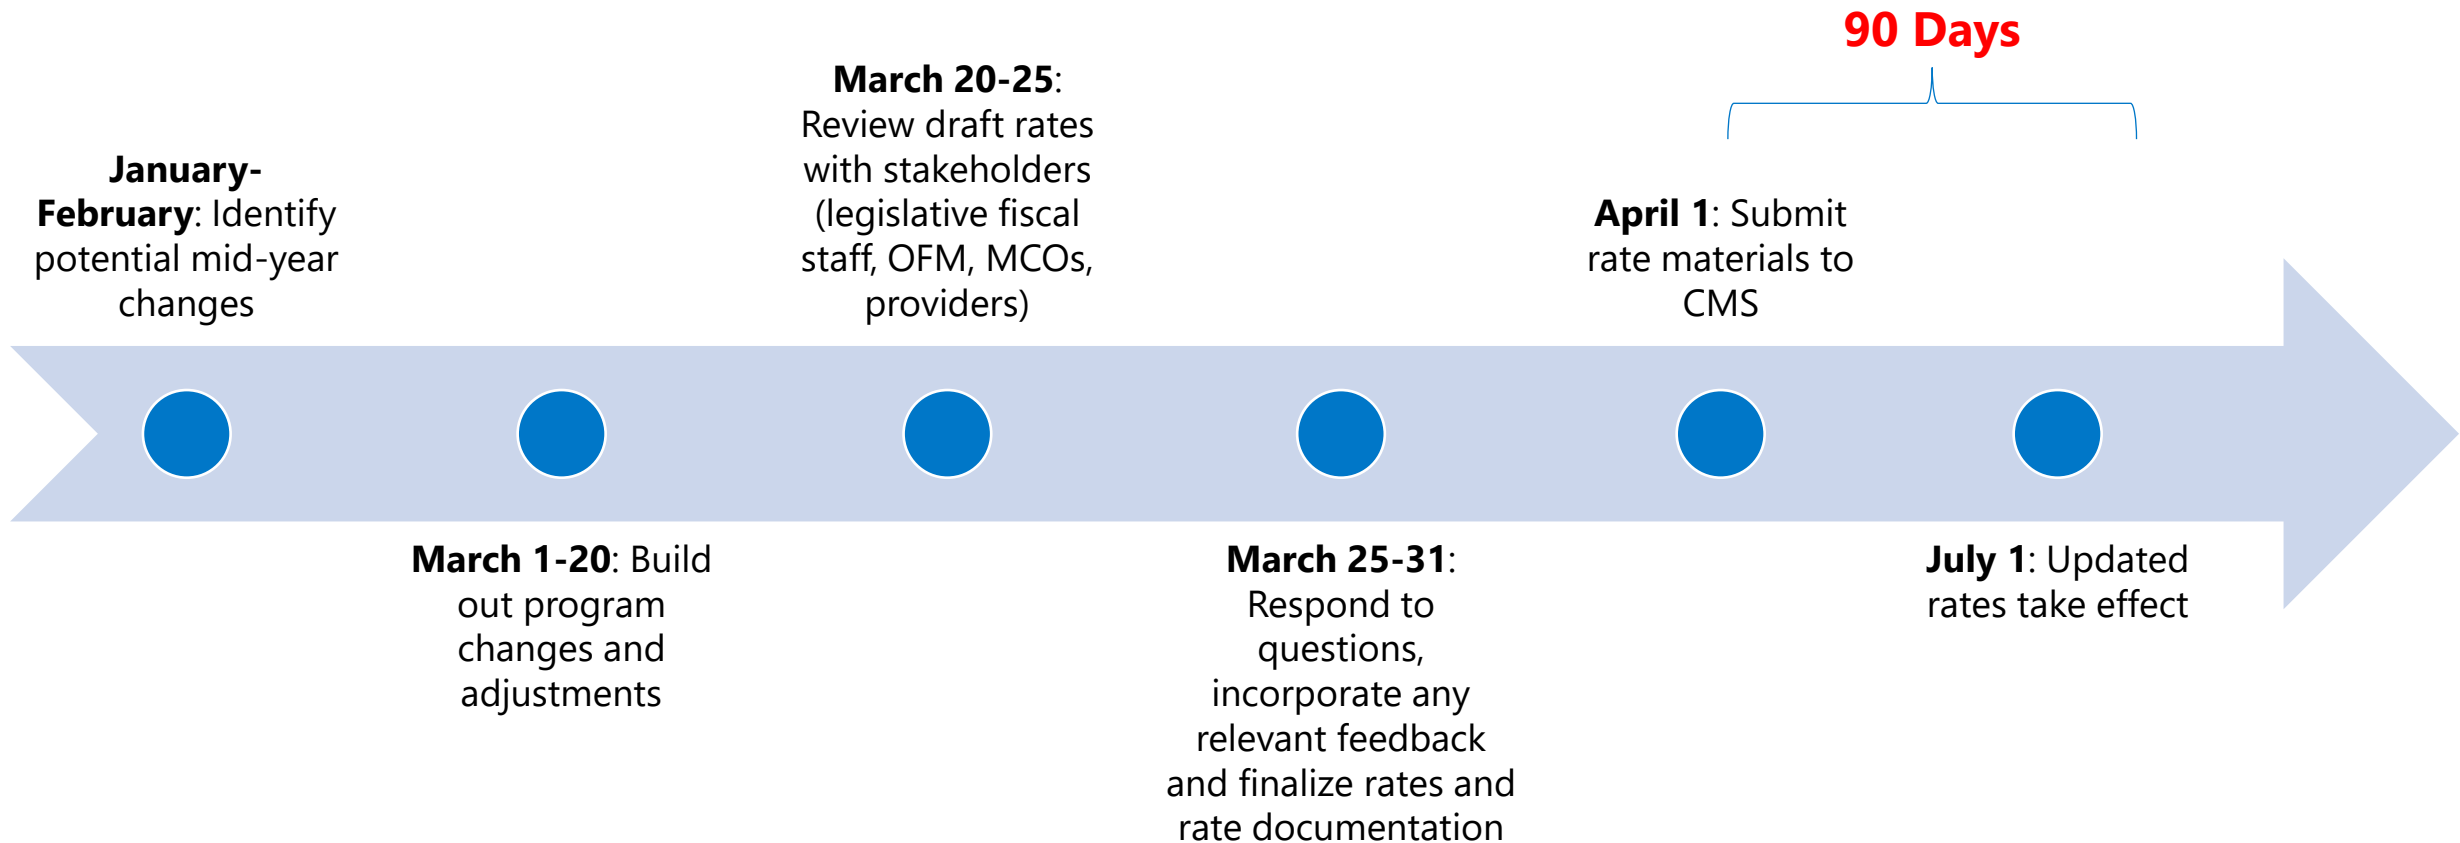 January-
February: Identify
potential mid-year
changes
March 1-20: Build
out program
changes and
adjustments
March 20-25:
Review draft rates
with stakeholders
(legislative fiscal
staff, OFM, MCOs,
providers)
March 25-31:
Respond to
questions,
incorporate any
relevant feedback
and finalize rates and
rate documentation
90 Days
April 1: Submit
rate materials to
CMS
July 1: Updated
rates take effect